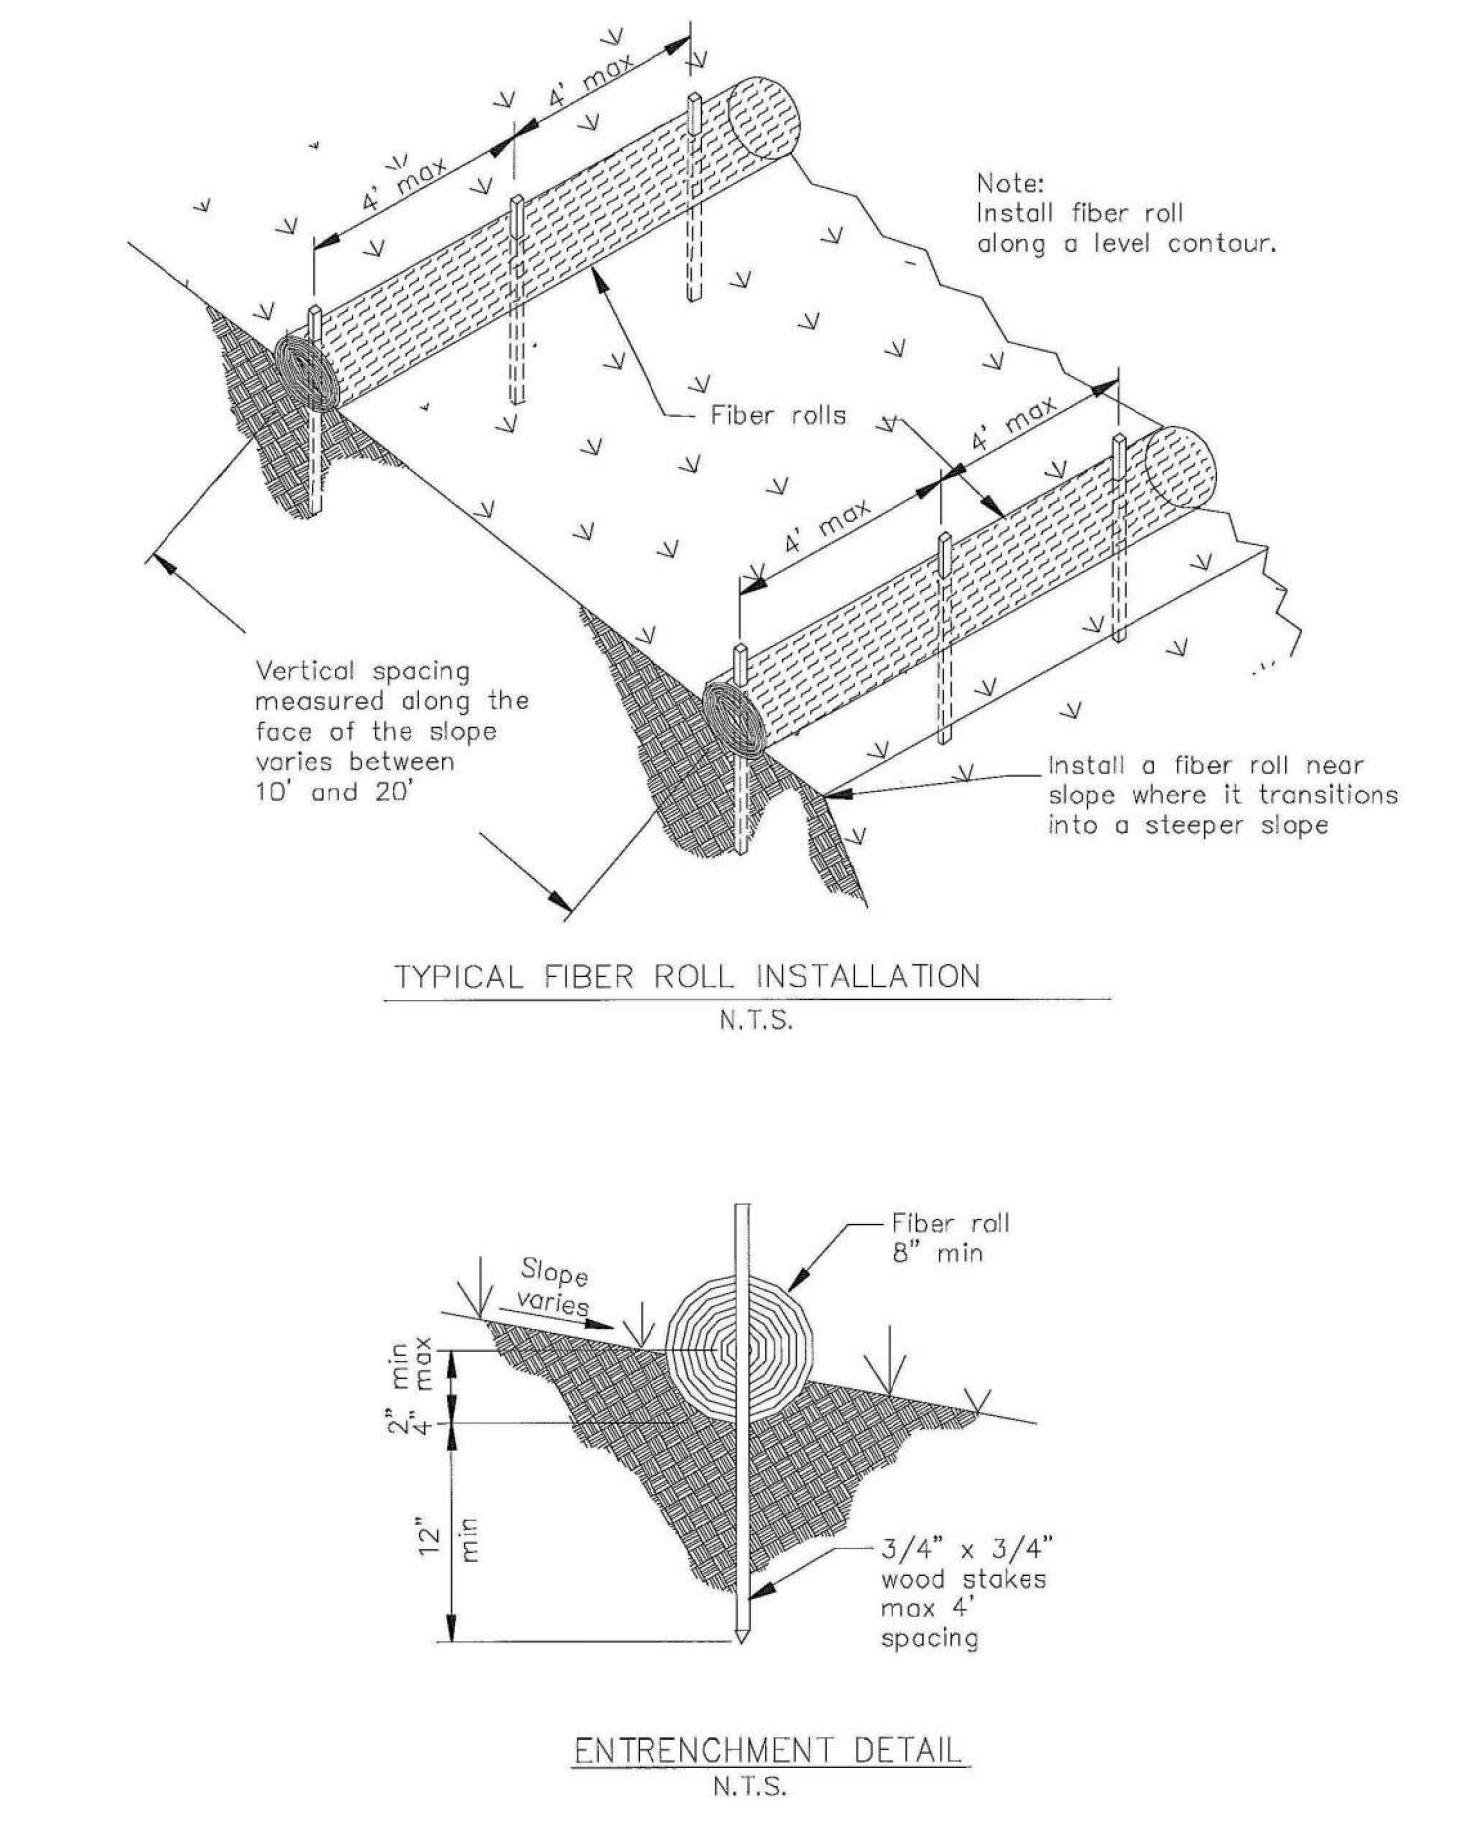 4' max
4' max
Note:
Install fiber roll
along a level contour.
Fiber rolls
4' max
4' max
Vertical spacing
measured along the
face of the slope
varies between
10' and 20'
Install a fiber roll near
slope where it transitions
into a steeper slope
TYPICAL FIBER ROLL INSTALLATION
N.T.S.
Fiber roll
8" min
Slope
varies
2" min
4" max
12"
min
3/4" x 3/4"
wood stakes
max 4'
spacing
ENTRENCHMENT DETAIL
N.T.S.